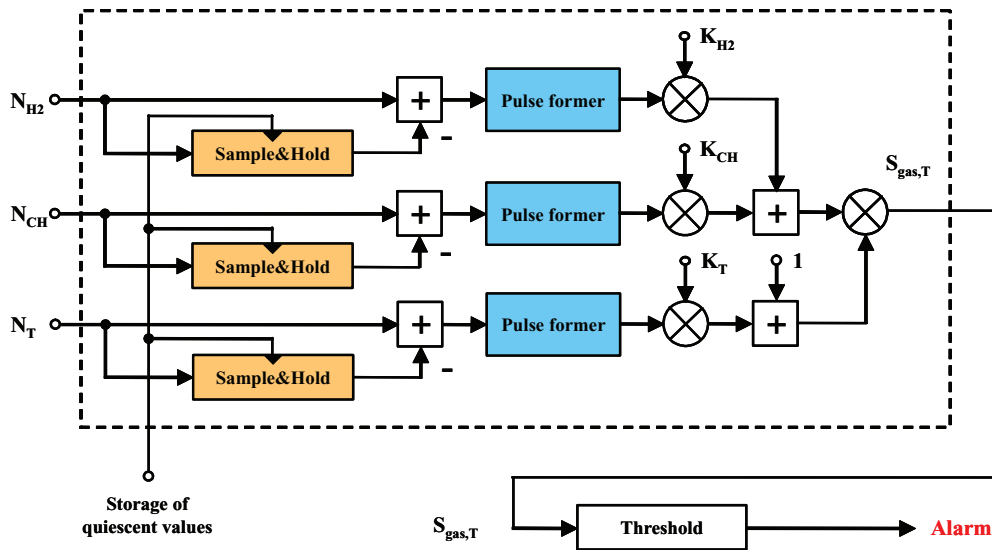 K_H2
N_H2
+
Pulse former
-
Sample&Hold
K_CH
S_gas,T
N_CH
+
Pulse former
+
-
Sample&Hold
K_T
1
N_T
+
Pulse former
+
-
Sample&Hold
Storage of
quiescent values
S_gas,T
Threshold
Alarm